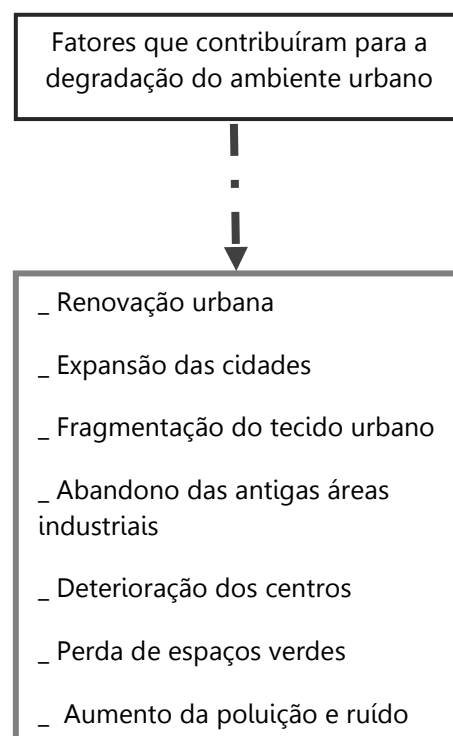 Fatores que contribuíram para a
degradação do ambiente urbano
_ Renovação urbana
_ Expansão das cidades
_ Fragmentação do tecido urbano
_ Abandono das antigas áreas
industriais
_ Deterioração dos centros
_ Perda de espaços verdes
_ Aumento da poluição e ruído